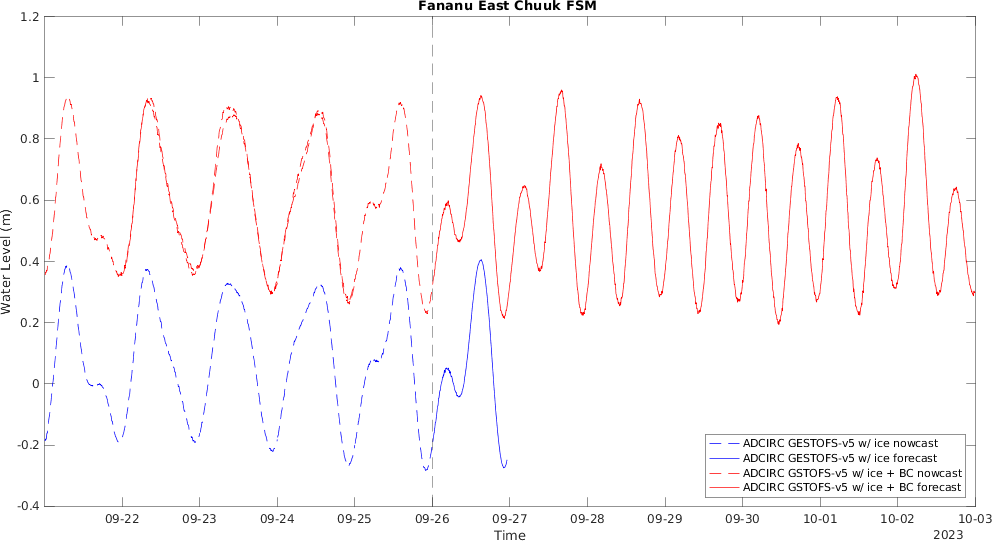 Fananu East Chuuk FSM
1.2
1
0.8
0.6
0.4
0.2
0
-0.2
-0.4
Water Level (m)
09-22 09-23 09-24 09-25 09-26 09-27 09-28 09-29 09-30 10-01 10-02 10-03
2023
Time
ADCIRC GESTOFS-v5 w/ ice nowcast
ADCIRC GESTOFS-v5 w/ ice forecast
ADCIRC GSTOFS-v5 w/ ice + BC nowcast
ADCIRC GSTOFS-v5 w/ ice + BC forecast